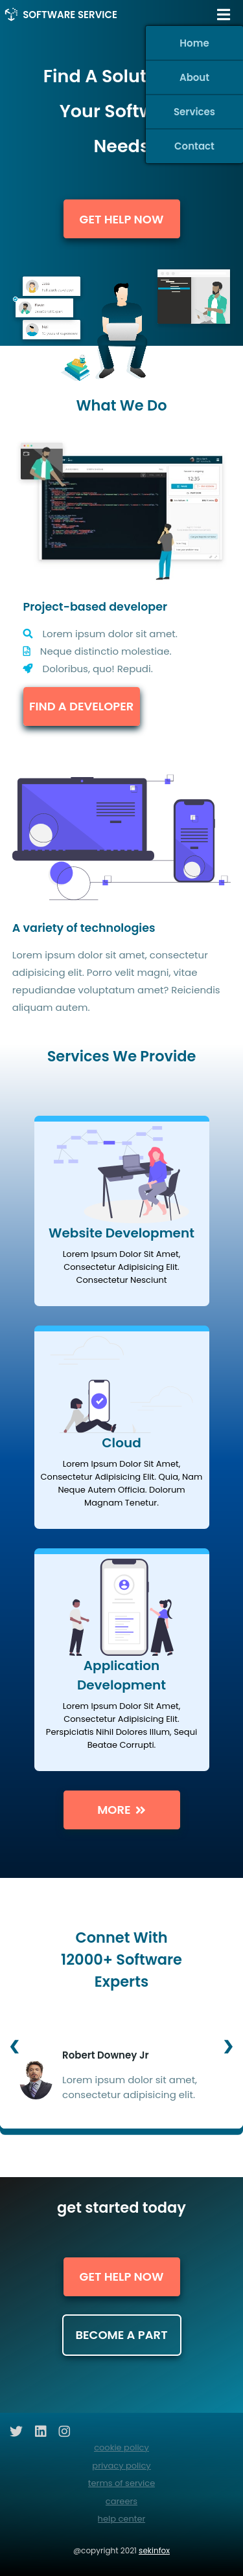 SOFTWARE SERVICE
Home
About
Services
Contact
Find A Solut
Your Softw
Needs
GET HELP NOW
What We Do
12:35
Project-based developer
Lorem ipsum dolor sit amet.
Neque distinctio molestiae.
Doloribus, quo! Repudi.
FIND A DEVELOPER
A variety of technologies
Lorem ipsum dolor sit amet, consectetur
adipisicing elit. Porro velit magni, vitae
repudiandae voluptatum amet? Reiciendis
aliquam autem.
Services We Provide
Website Development
Lorem Ipsum Dolor Sit Amet,
Consectetur Adipisicing Elit.
Consectetur Nesciunt
Cloud
Lorem Ipsum Dolor Sit Amet,
Consectetur Adipisicing Elit. Quia, Nam
Neque Autem Officia. Dolorum
Magnam Tenetur.
Application
Development
Lorem Ipsum Dolor Sit Amet,
Consectetur Adipisicing Elit.
Perspiciatis Nihil Dolores Illum, Sequi
Beatae Corrupti.
MORE »
Connet With
12000+ Software
Experts
Robert Downey Jr
Lorem ipsum dolor sit amet,
consectetur adipisicing elit.
get started today
GET HELP NOW
BECOME A PART
cookie policy
privacy policy
terms of service
careers
help center
@copyright 2021 sekinfox